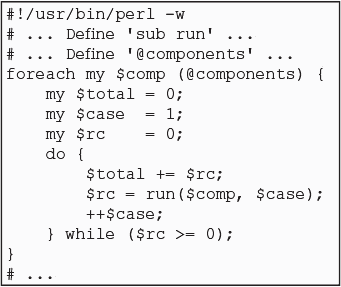 #!/usr/bin/perl -w
# ... Define 'sub run' ...
# ... Define '@components' ...
foreach my $comp (@components) {
    my $total = 0;
    my $case  = 1;
    my $rc    = 0;
    do {
        $total += $rc;
        $rc = run($comp, $case);
        ++$case;
    } while ($rc >= 0);
}
# ...